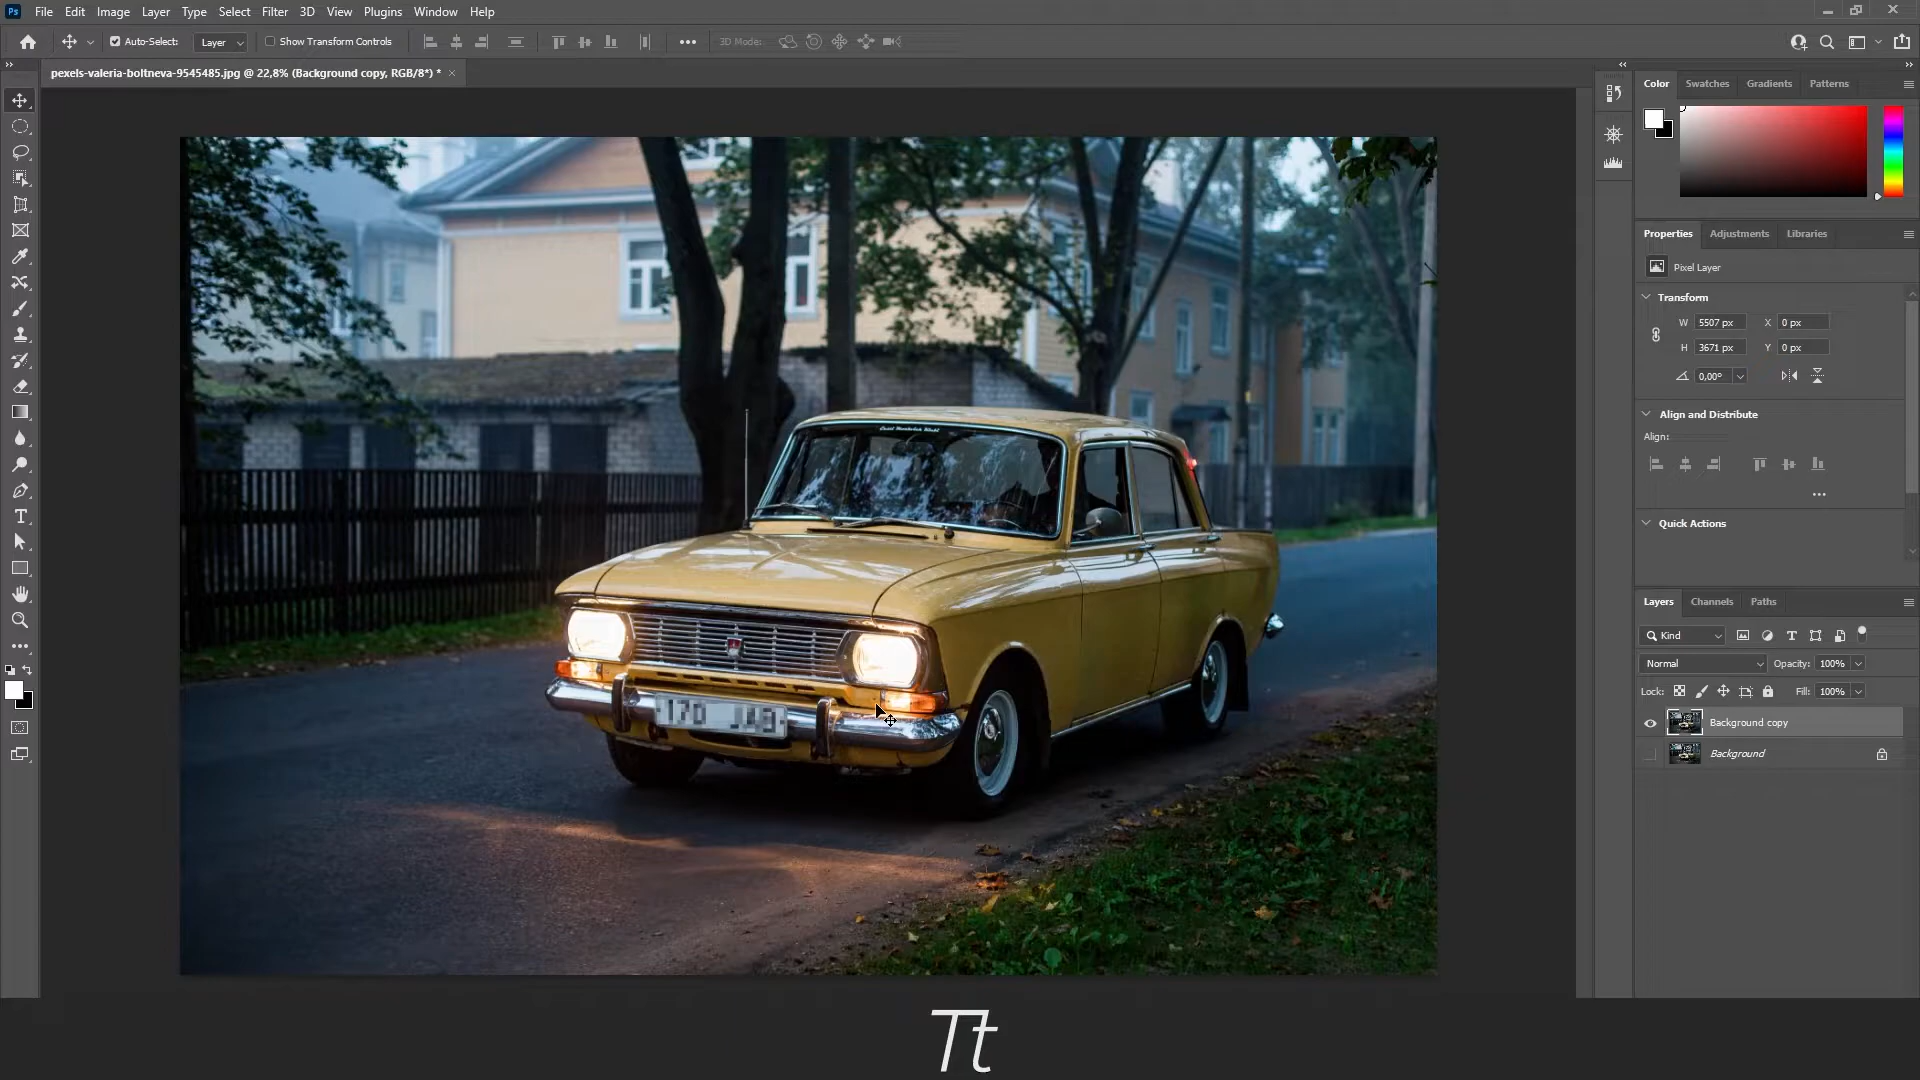 Ps File Edit Image Layer Type Select Filter 3D View Plugins Window Help
Auto-Select: Layer Show Transform Controls 3D Mode:
pexels-valeria-boltneva-9545485.jpg @ 22,8% (Background copy, RGB/8*) *
Color Swatches Gradients Patterns
Properties Adjustments Libraries
Pixel Layer
Transform
W 5507 px X 0 px
H 3671 px Y 0 px
0,00°
Align and Distribute
Align:
Quick Actions
Layers Channels Paths
Kind
Normal Opacity: 100%
Lock: Fill: 100%
Background copy
Background
Tt